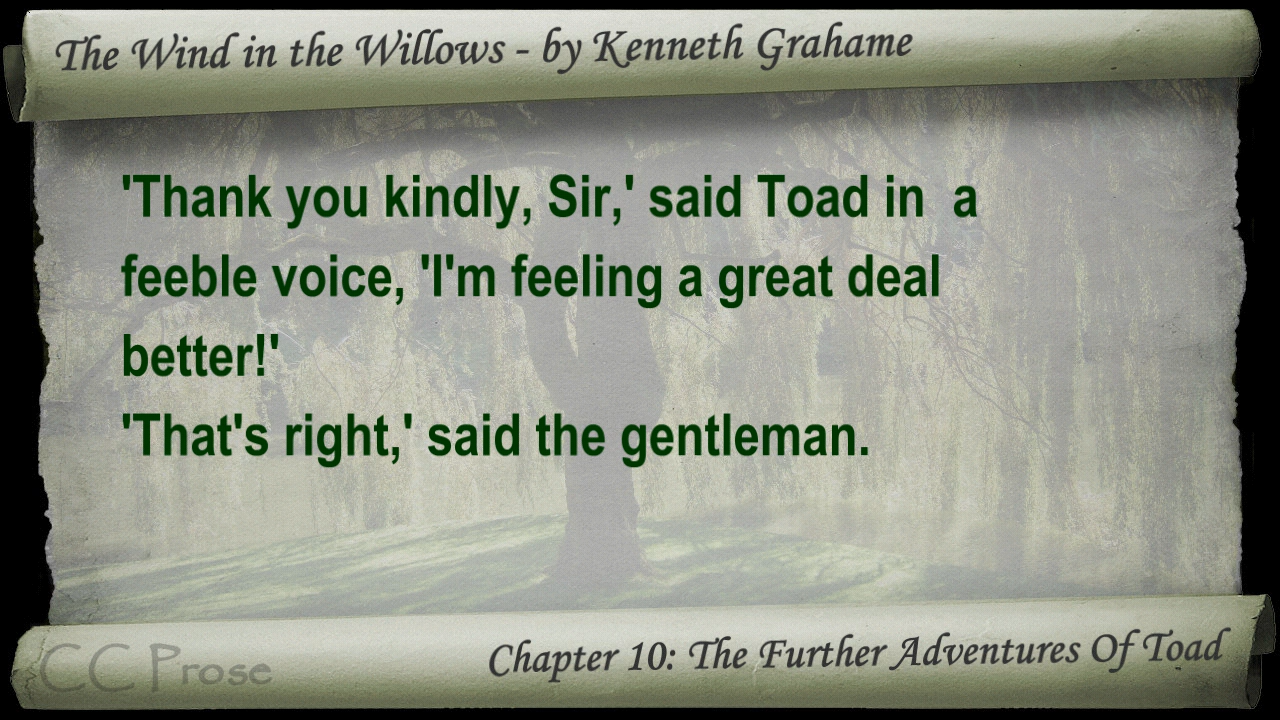 The Wind in the Willows - by Kenneth Grahame
'Thank you kindly, Sir,' said Toad in  a
feeble voice, 'I'm feeling a great deal
better!'
'That's right,' said the gentleman.
CC Prose
Chapter 10: The Further Adventures Of Toad